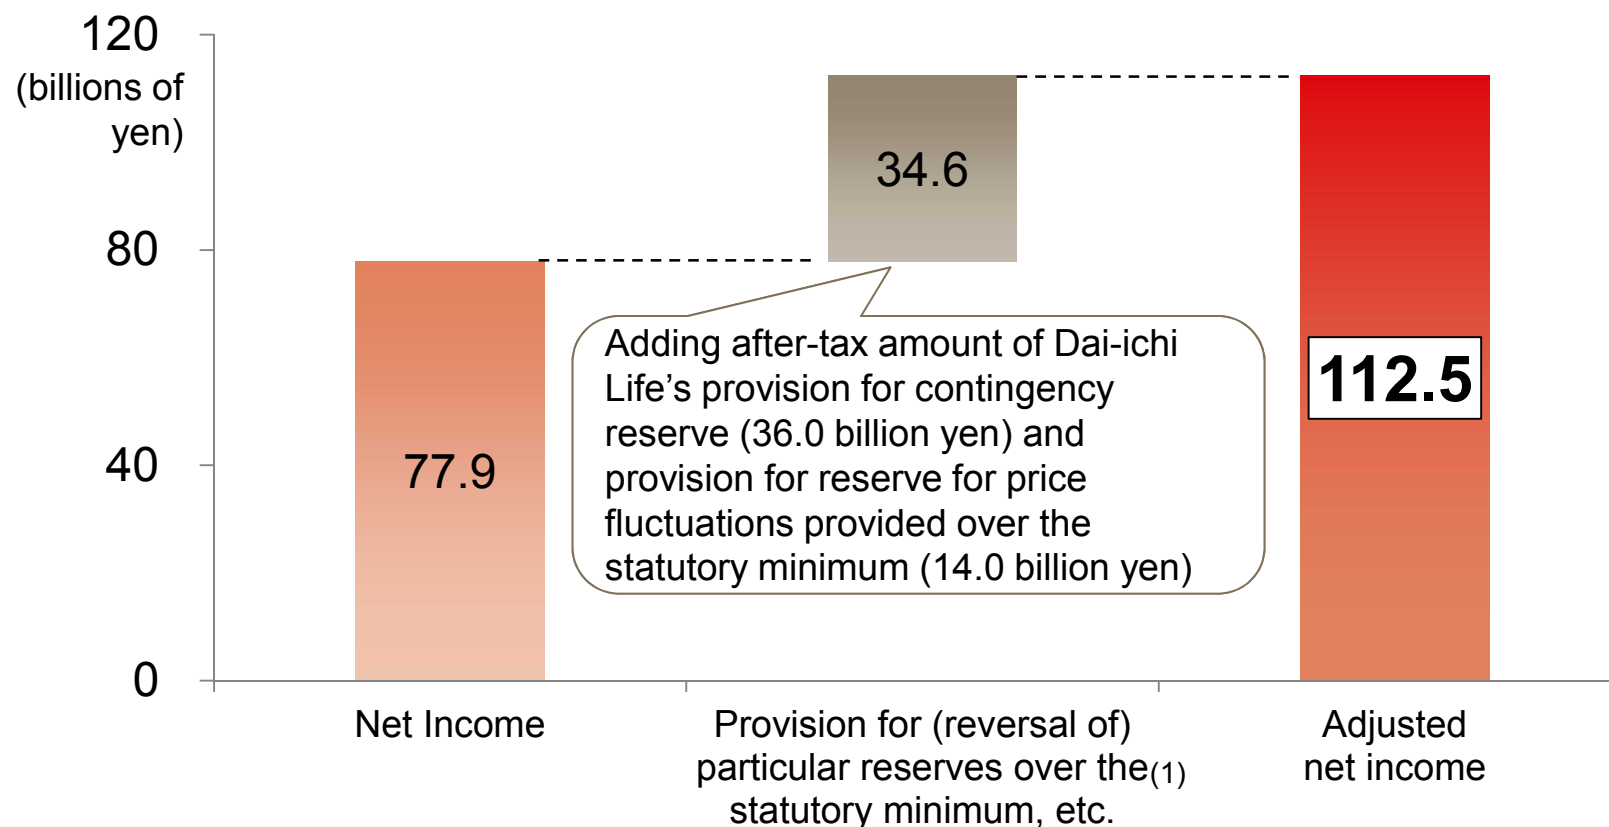 120
(billions of
yen)
80
40
0
77.9
34.6
112.5
Adding after-tax amount of Dai-ichi
Life’s provision for contingency
reserve (36.0 billion yen) and
provision for reserve for price
fluctuations provided over the
statutory minimum (14.0 billion yen)
Net Income
Provision for (reversal of)
particular reserves over the(1)
statutory minimum, etc.
Adjusted
net income